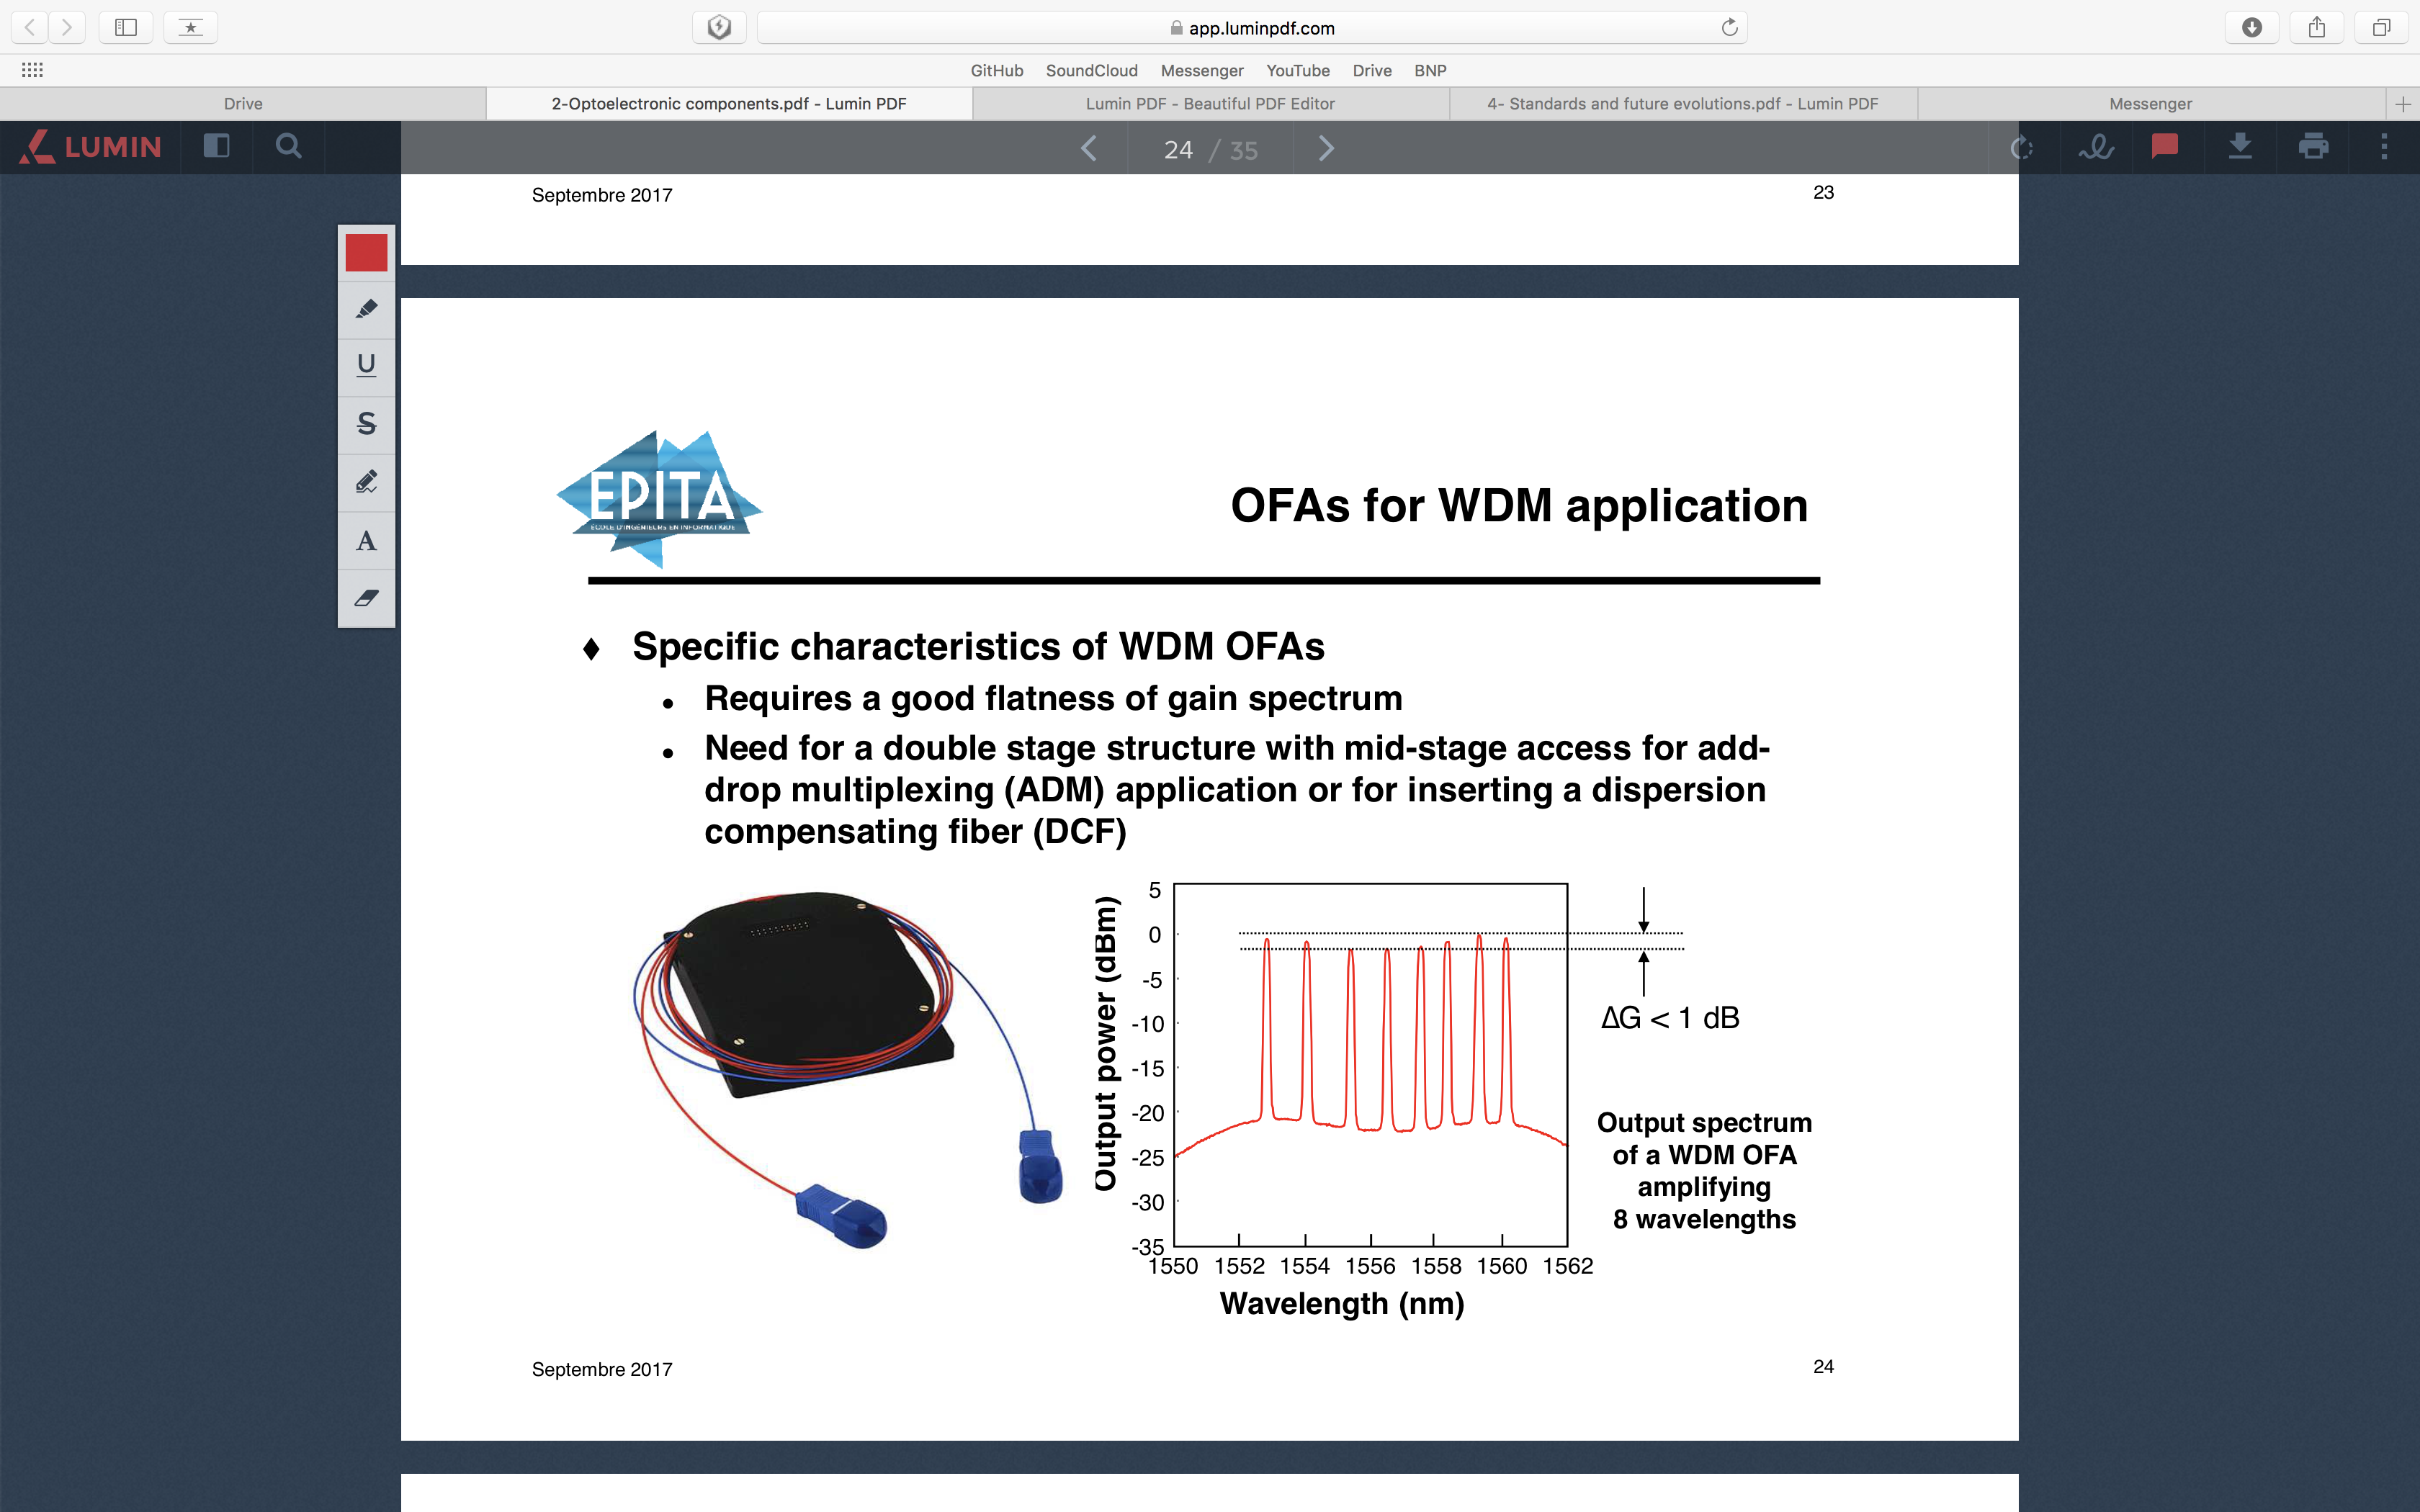 app.luminpdf.com
GitHub SoundCloud Messenger YouTube Drive BNP
Drive
2-Optoelectronic components.pdf - Lumin PDF
Lumin PDF - Beautiful PDF Editor
4- Standards and future evolutions.pdf - Lumin PDF
Messenger
LUMIN
24 / 35
Septembre 2017
23
U
S
A
EPITA
ÉCOLE D'INGÉNIEURS EN INFORMATIQUE
OFAs for WDM application
♦ Specific characteristics of WDM OFAs
• Requires a good flatness of gain spectrum
• Need for a double stage structure with mid-stage access for add-
drop multiplexing (ADM) application or for inserting a dispersion
compensating fiber (DCF)
Output power (dBm)
5
0
-5
-10
-15
-20
-25
-30
-35
1550 1552 1554 1556 1558 1560 1562
Wavelength (nm)
ΔG < 1 dB
Output spectrum
of a WDM OFA
amplifying
8 wavelengths
Septembre 2017
24